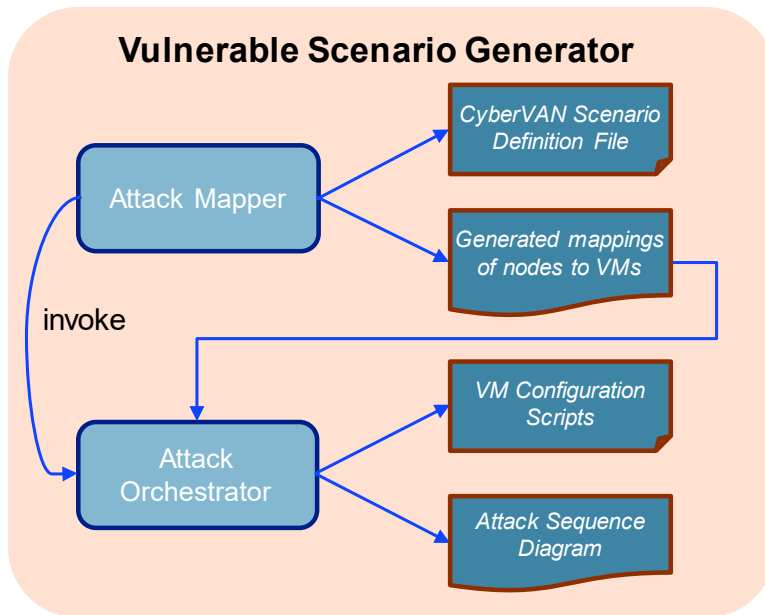 Vulnerable Scenario Generator
Attack Mapper
CyberVAN Scenario
Definition File
Generated mappings
of nodes to VMs
invoke
Attack
Orchestrator
VM Configuration
Scripts
Attack Sequence
Diagram